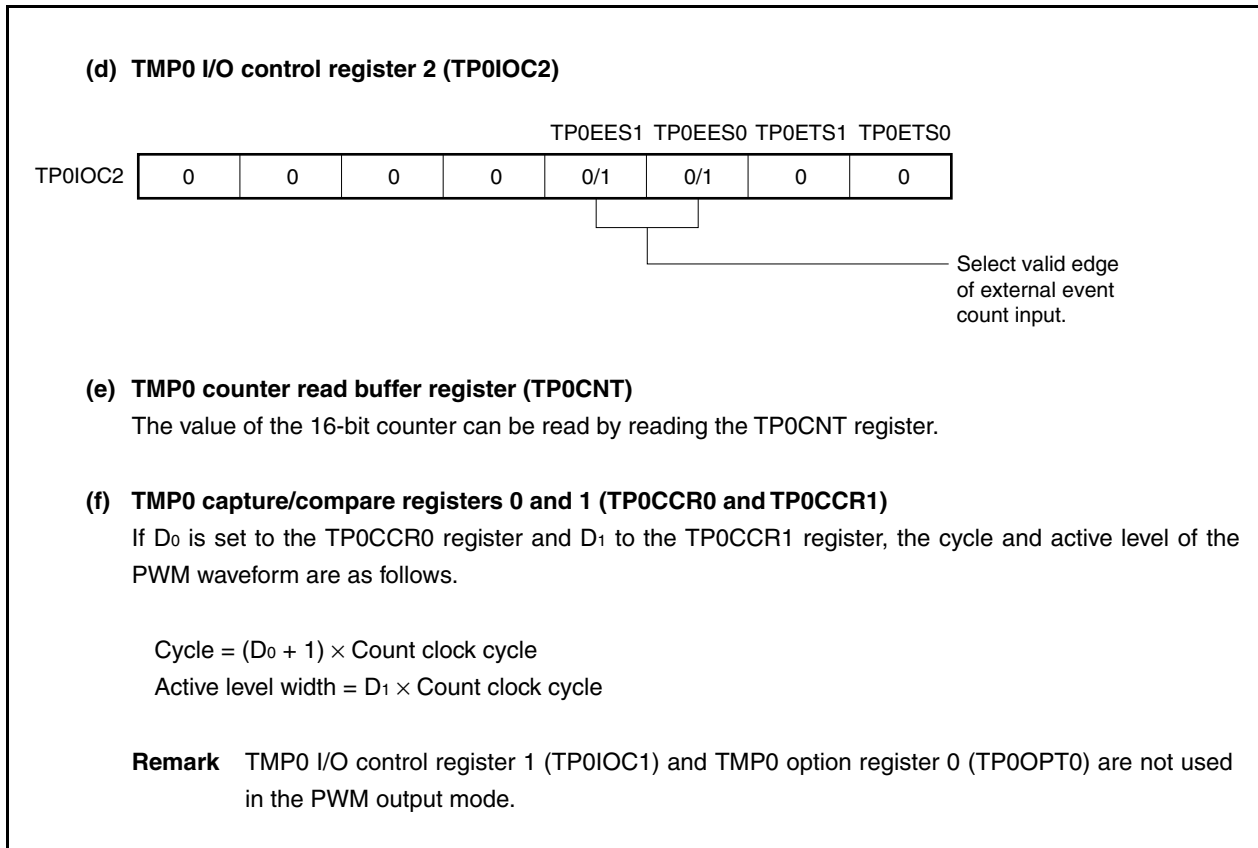 (d) TMP0 I/O control register 2 (TP0IOC2)
TP0EES1 TP0EES0 TP0ETS1 TP0ETS0
TP0IOC2 0 0 0 0 0/1 0/1 0 0
Select valid edge
of external event
count input.
(e) TMP0 counter read buffer register (TP0CNT)
The value of the 16-bit counter can be read by reading the TP0CNT register.
(f) TMP0 capture/compare registers 0 and 1 (TP0CCR0 and TP0CCR1)
If D0 is set to the TP0CCR0 register and D1 to the TP0CCR1 register, the cycle and active level of the
PWM waveform are as follows.
Cycle = (D0 + 1) × Count clock cycle
Active level width = D1 × Count clock cycle
Remark TMP0 I/O control register 1 (TP0IOC1) and TMP0 option register 0 (TP0OPT0) are not used
in the PWM output mode.